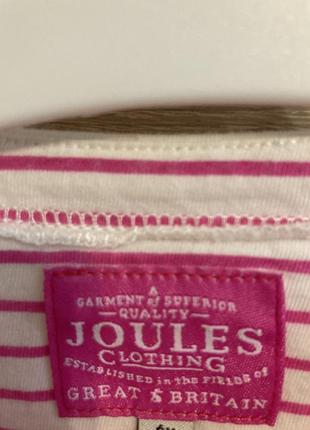 A
GARMENT of SUPERIOR
QUALITY
JOULES
CLOTHING
ESTABLISHED in the FIELDS OF
GREAT & BRITAIN